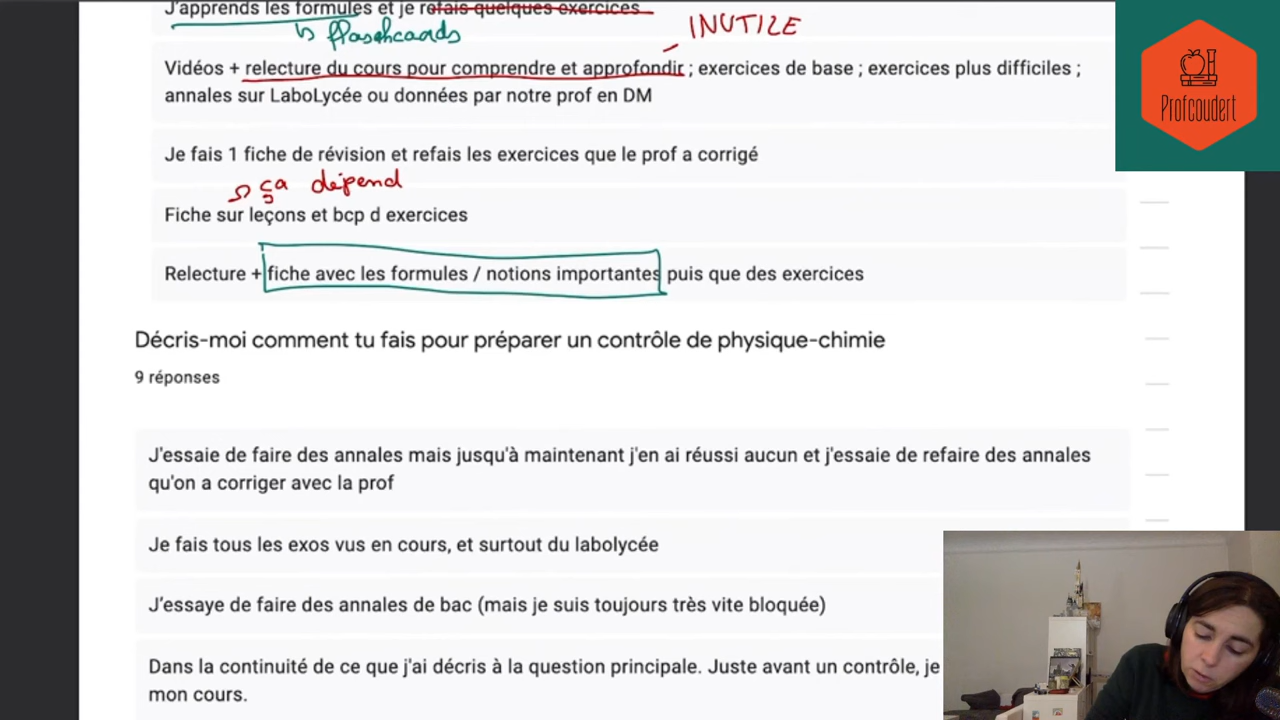 J'apprends les formules et je refais quelques exercices
↳ flashcards
INUTILE
Vidéos + relecture du cours pour comprendre et approfondir ; exercices de base ; exercices plus difficiles ;
annales sur LaboLycée ou données par notre prof en DM
Profcoudert
Je fais 1 fiche de révision et refais les exercices que le prof a corrigé
ça dépend
Fiche sur leçons et bcp d exercices
Relecture + fiche avec les formules / notions importantes puis que des exercices
Décris-moi comment tu fais pour préparer un contrôle de physique-chimie
9 réponses
J'essaie de faire des annales mais jusqu'à maintenant j'en ai réussi aucun et j'essaie de refaire des annales
qu'on a corriger avec la prof
Je fais tous les exos vus en cours, et surtout du labolycée
J'essaye de faire des annales de bac (mais je suis toujours très vite bloquée)
Dans la continuité de ce que j'ai décris à la question principale. Juste avant un contrôle, je
mon cours.